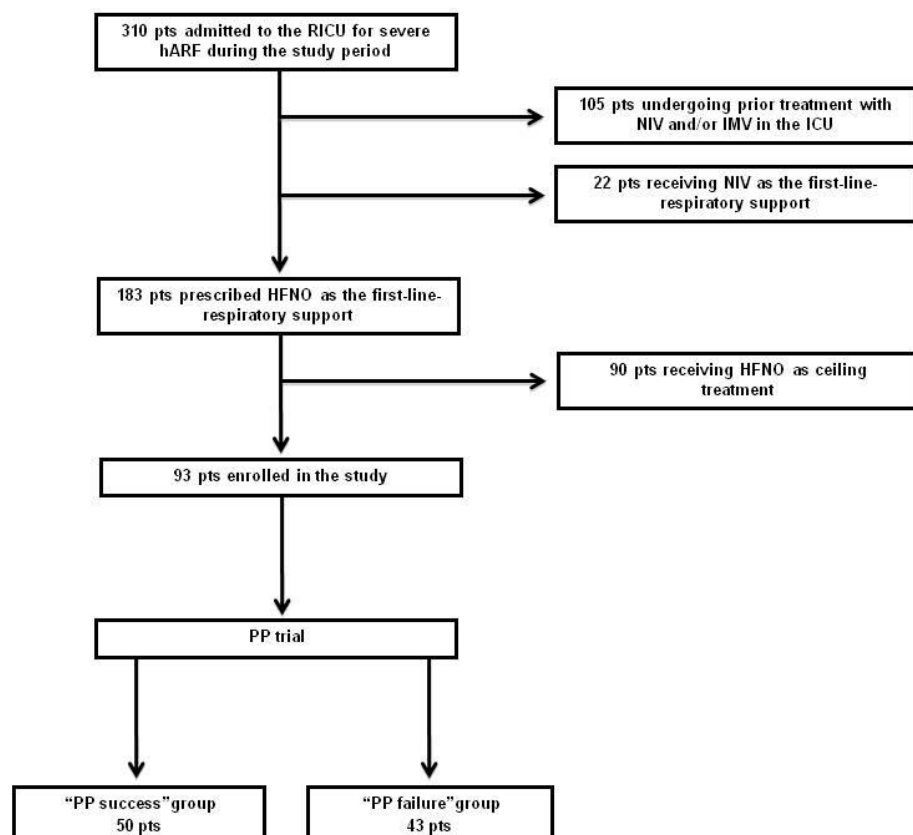 310 pts admitted to the RICU for severe
hARF during the study period
105 pts undergoing prior treatment with
NIV and/or IMV in the ICU
22 pts receiving NIV as the first-line-
respiratory support
183 pts prescribed HFNO as the first-line-
respiratory support
90 pts receiving HFNO as ceiling
treatment
93 pts enrolled in the study
PP trial
“PP success” group
50 pts
“PP failure” group
43 pts